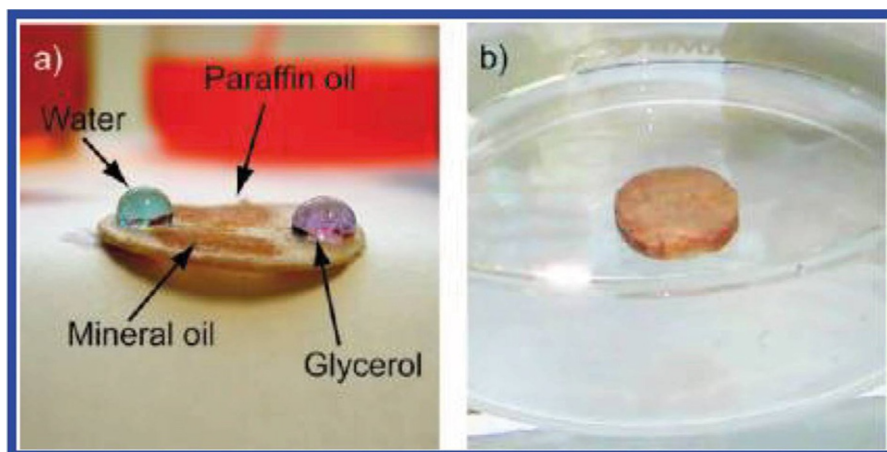 a)
Paraffin oil
Water
Mineral oil
Glycerol
b)